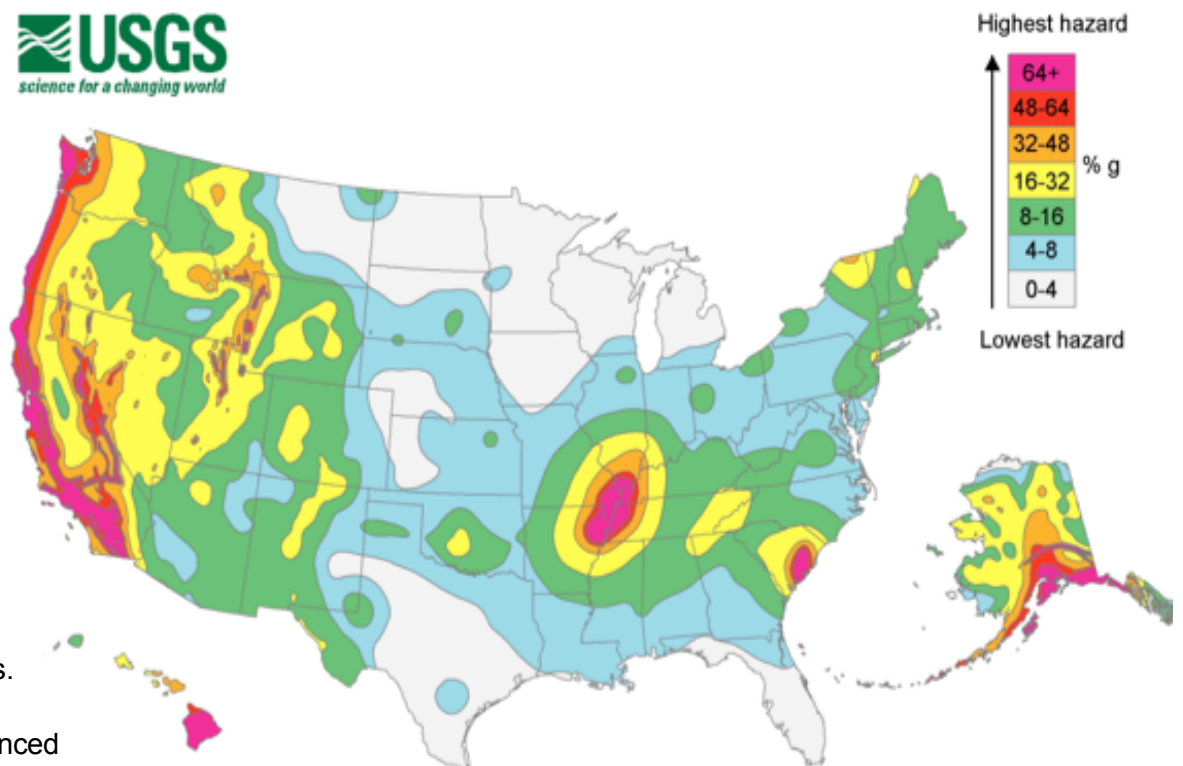 USGS
science for a changing world
Highest hazard
64+
48-64
32-48
16-32
8-16
4-8
0-4
% g
Lowest hazard
s.
nced